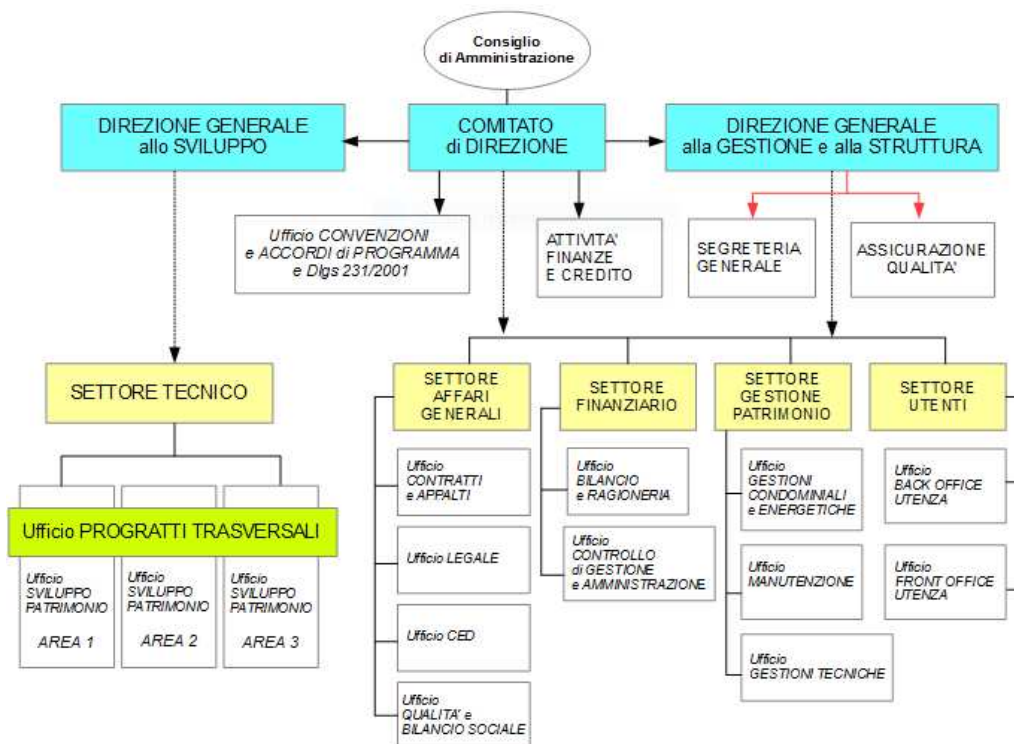 Consiglio
di Amministrazione
DIREZIONE GENERALE
allo SVILUPPO
COMITATO
di DIREZIONE
DIREZIONE GENERALE
alla GESTIONE e alla STRUTTURA
Ufficio CONVENZIONI
e ACCORDI di PROGRAMMA
e Dlgs 231/2001
ATTIVITA'
FINANZE
E CREDITO
SEGRETERIA
GENERALE
ASSICURAZIONE
QUALITA'
SETTORE TECNICO
SETTORE
AFFARI
GENERALI
SETTORE
FINANZIARIO
SETTORE
GESTIONE
PATRIMONIO
SETTORE
UTENTI
Ufficio PROGRATTI TRASVERSALI
Ufficio
SVILUPPO
PATRIMONIO
AREA 1
Ufficio
SVILUPPO
PATRIMONIO
AREA 2
Ufficio
SVILUPPO
PATRIMONIO
AREA 3
Ufficio
CONTRATTI
e APPALTI
Ufficio LEGALE
Ufficio CED
Ufficio
QUALITA' e
BILANCIO SOCIALE
Ufficio
BILANCIO
e RAGIONERIA
Ufficio
CONTROLLO
di GESTIONE
e AMMINISTRAZIONE
Ufficio
GESTIONI
CONDOMINIALI
e ENERGETICHE
Ufficio
MANUTENZIONE
Ufficio
GESTIONI TECNICHE
Ufficio
BACK OFFICE
UTENZA
Ufficio
FRONT OFFICE
UTENZA